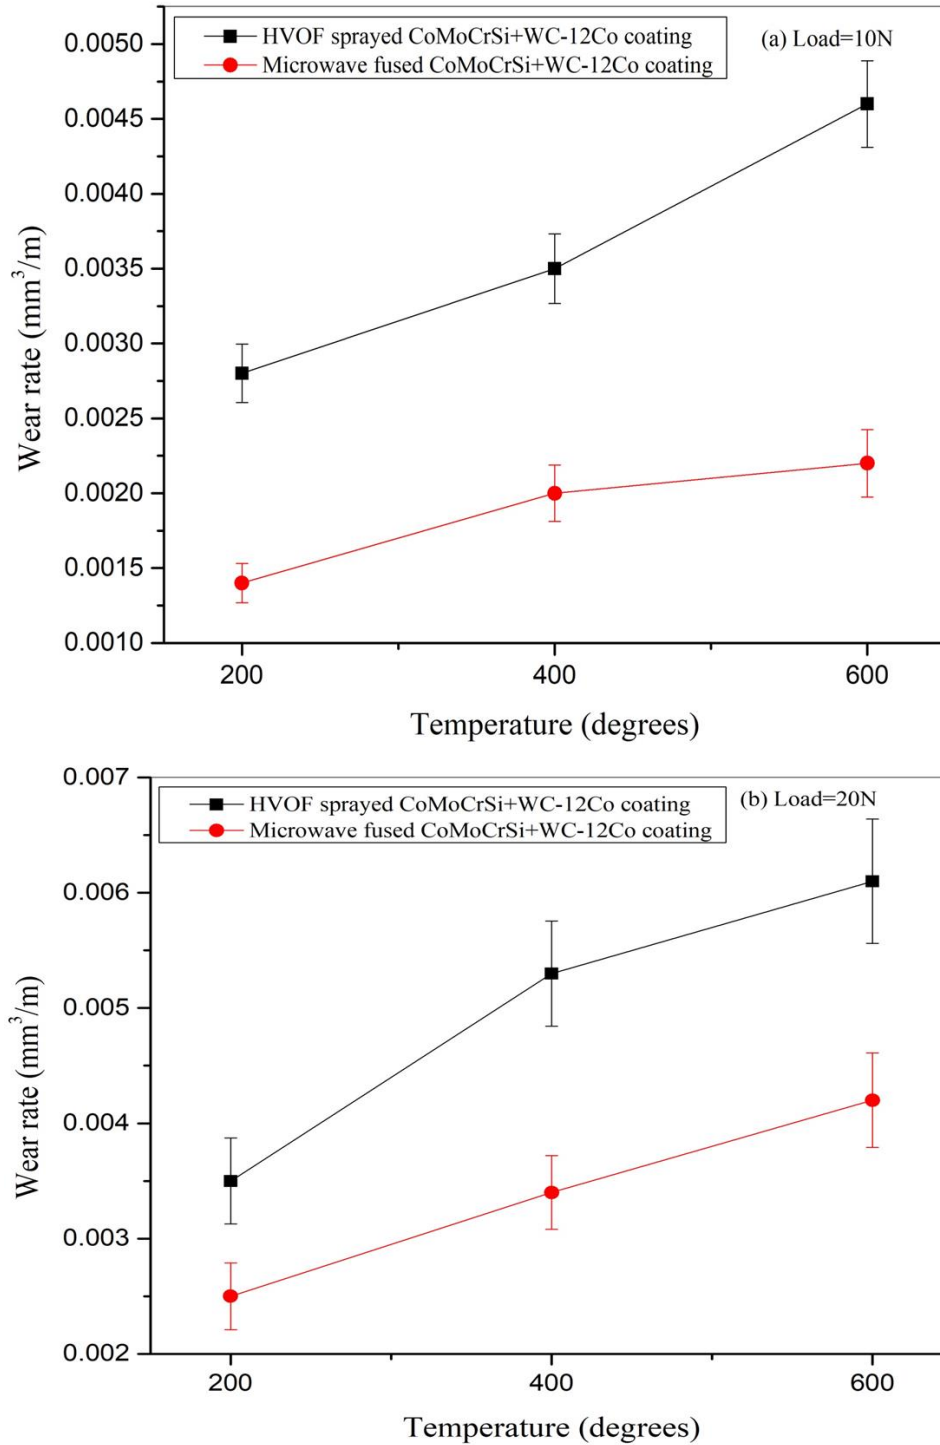 HVOF sprayed CoMoCrSi+WC-12Co coating
Microwave fused CoMoCrSi+WC-12Co coating
(a) Load=10N
0.0050
0.0045
0.0040
0.0035
0.0030
0.0025
0.0020
0.0015
0.0010
Wear rate (mm³/m)
200
400
600
Temperature (degrees)
HVOF sprayed CoMoCrSi+WC-12Co coating
Microwave fused CoMoCrSi+WC-12Co coating
(b) Load=20N
0.007
0.006
0.005
0.004
0.003
0.002
Wear rate (mm³/m)
200
400
600
Temperature (degrees)